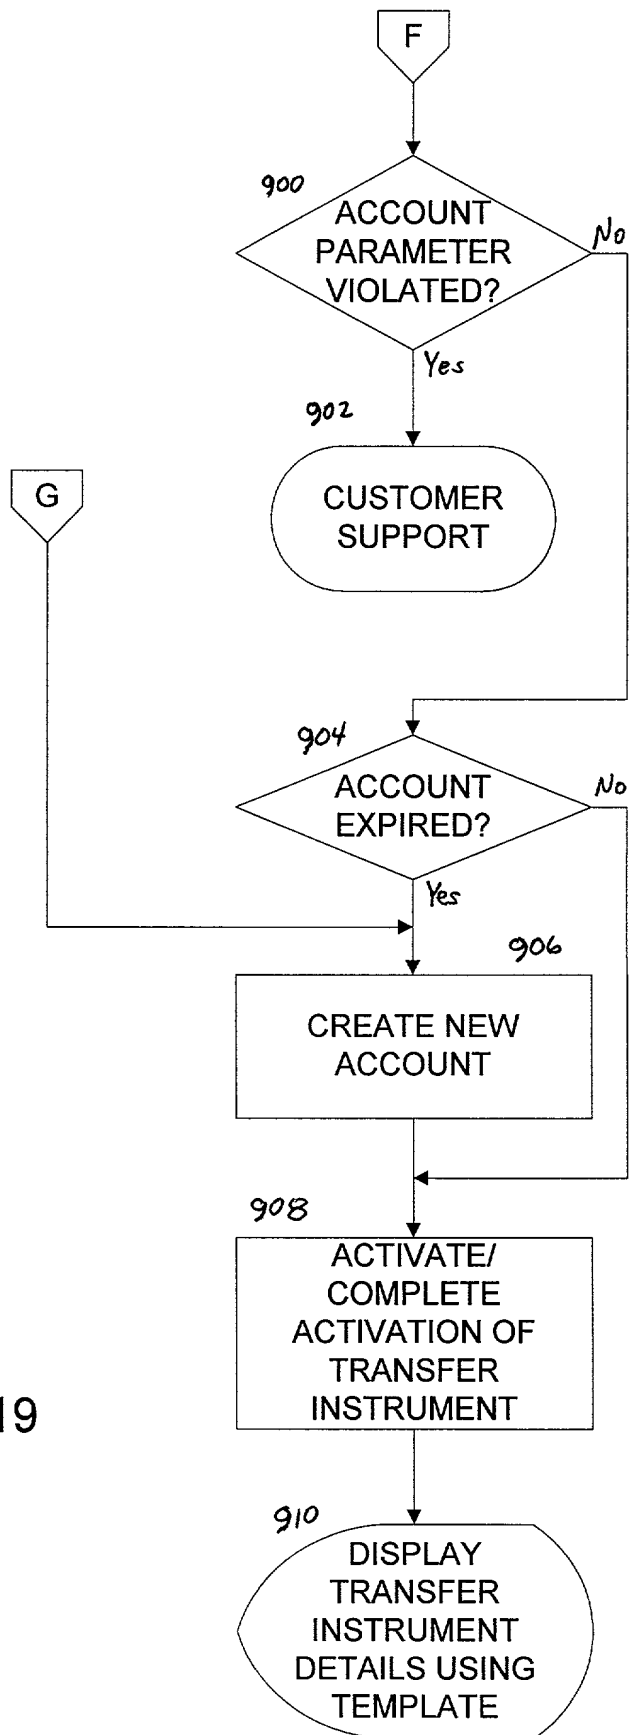 F
900
ACCOUNT
PARAMETER
VIOLATED?
No
Yes
902
CUSTOMER
SUPPORT
G
904
ACCOUNT
EXPIRED?
No
Yes
906
CREATE NEW
ACCOUNT
908
ACTIVATE/
COMPLETE
ACTIVATION OF
TRANSFER
INSTRUMENT
19
910
DISPLAY
TRANSFER
INSTRUMENT
DETAILS USING
TEMPLATE